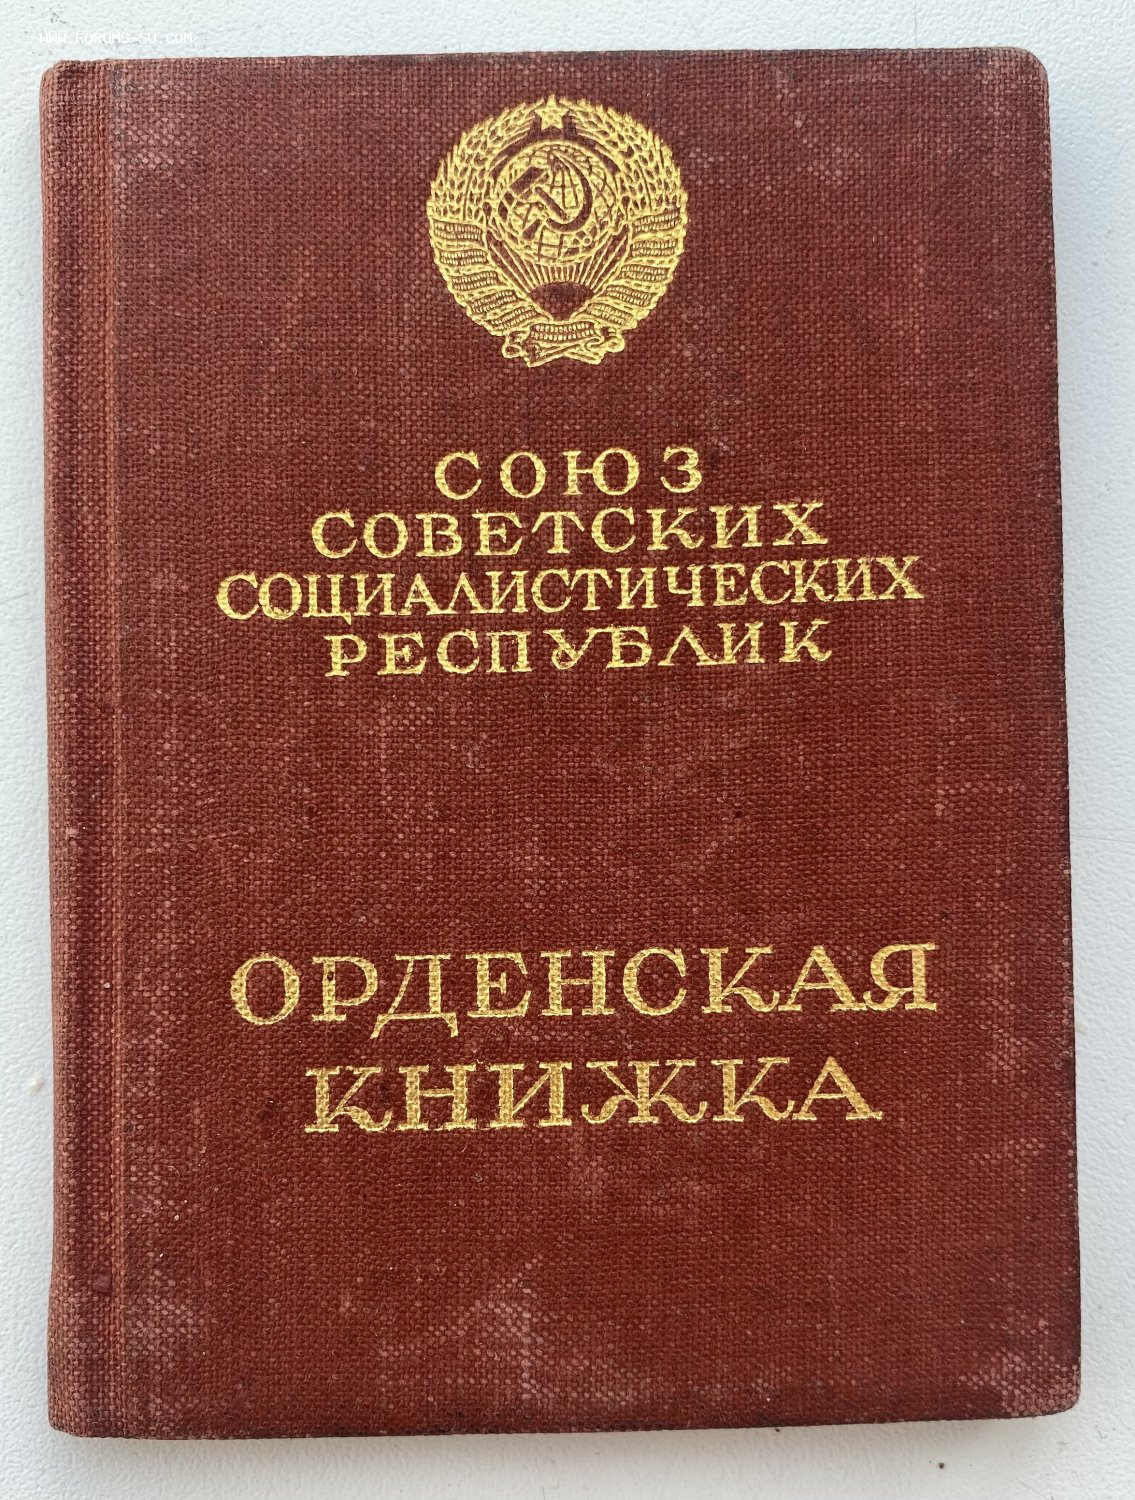 WWW.FORUMS-SU.COM
СОЮЗ
СОВЕТСКИХ
СОЦИАЛИСТИЧЕСКИХ
РЕСПУБЛИК
ОРДЕНСКАЯ
КНИЖКА